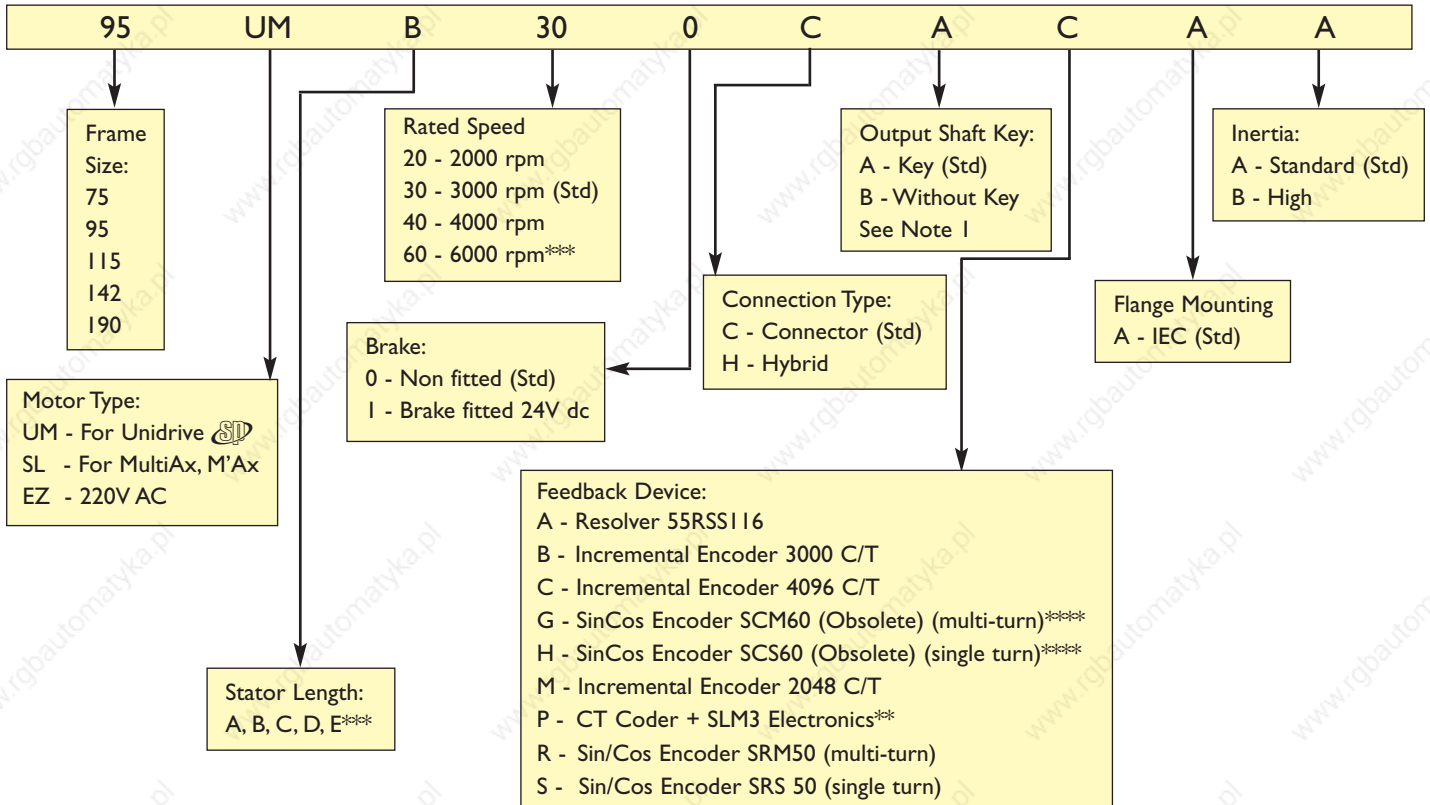 95 UM B 30 0 C A C A A
Frame
Size:
75
95
115
142
190
Rated Speed
20 - 2000 rpm
30 - 3000 rpm (Std)
40 - 4000 rpm
60 - 6000 rpm***
Output Shaft Key:
A - Key (Std)
B - Without Key
See Note 1
Inertia:
A - Standard (Std)
B - High
Connection Type:
C - Connector (Std)
H - Hybrid
Flange Mounting
A - IEC (Std)
Brake:
0 - Non fitted (Std)
1 - Brake fitted 24V dc
Motor Type:
UM - For Unidrive SP
SL - For MultiAx, M'Ax
EZ - 220V AC
Feedback Device:
A - Resolver 55RSS116
B - Incremental Encoder 3000 C/T
C - Incremental Encoder 4096 C/T
G - SinCos Encoder SCM60 (Obsolete) (multi-turn)****
H - SinCos Encoder SCS60 (Obsolete) (single turn)****
M - Incremental Encoder 2048 C/T
P - CT Coder + SLM3 Electronics**
R - Sin/Cos Encoder SRM50 (multi-turn)
S - Sin/Cos Encoder SRS 50 (single turn)
Stator Length:
A, B, C, D, E***
www.rgbautomatyka.pl